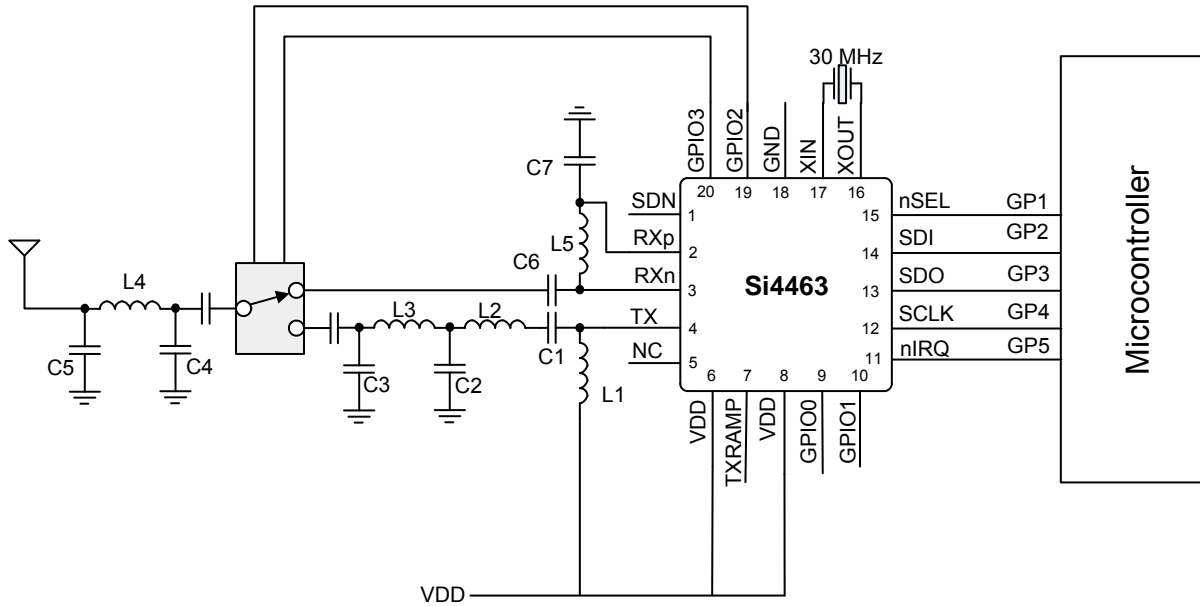 30 MHz
GPIO3
GPIO2
GND
XIN
XOUT
20
19
18
17
16
C7
SDN
1
L5
RXp
2
C6
RXn
3
TX
4
NC
5
Si4463
15
nSEL
GP1
14
SDI
GP2
13
SDO
GP3
12
SCLK
GP4
11
nIRQ
GP5
Microcontroller
L4
L3
L2
C1
C5
C4
C3
C2
L1
6
7
8
9
10
VDD
TXRAMP
VDD
GPIO0
GPIO1
VDD